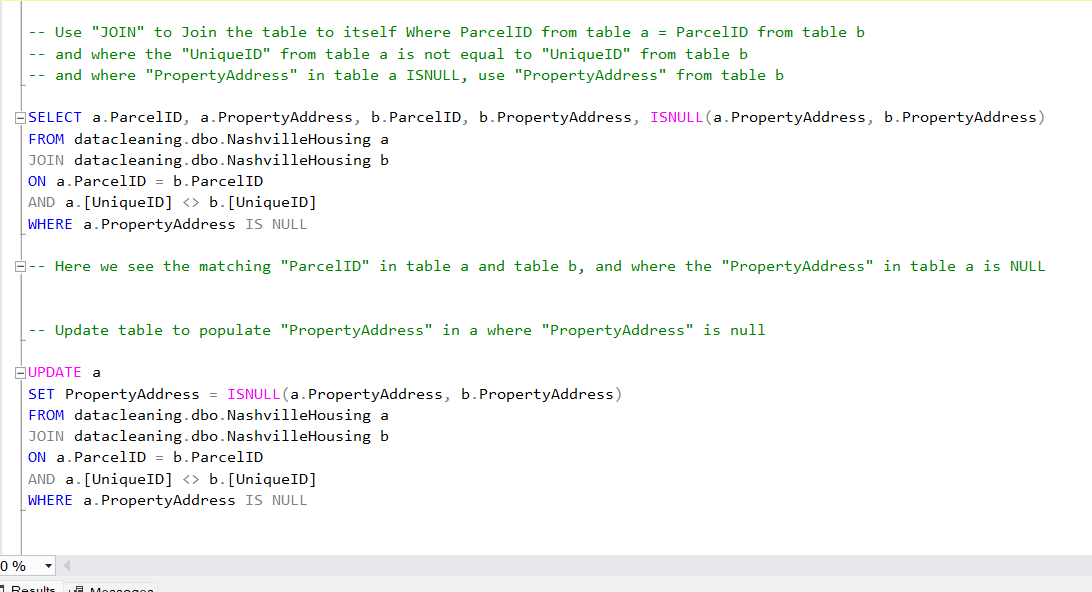 -- Use "JOIN" to Join the table to itself Where ParcelID from table a = ParcelID from table b
-- and where the "UniqueID" from table a is not equal to "UniqueID" from table b
-- and where "PropertyAddress" in table a ISNULL, use "PropertyAddress" from table b
SELECT a.ParcelID, a.PropertyAddress, b.ParcelID, b.PropertyAddress, ISNULL(a.PropertyAddress, b.PropertyAddress)
FROM datacleaning.dbo.NashvilleHousing a
JOIN datacleaning.dbo.NashvilleHousing b
ON a.ParcelID = b.ParcelID
AND a.[UniqueID] <> b.[UniqueID]
WHERE a.PropertyAddress IS NULL
-- Here we see the matching "ParcelID" in table a and table b, and where the "PropertyAddress" in table a is NULL
-- Update table to populate "PropertyAddress" in a where "PropertyAddress" is null
UPDATE a
SET PropertyAddress = ISNULL(a.PropertyAddress, b.PropertyAddress)
FROM datacleaning.dbo.NashvilleHousing a
JOIN datacleaning.dbo.NashvilleHousing b
ON a.ParcelID = b.ParcelID
AND a.[UniqueID] <> b.[UniqueID]
WHERE a.PropertyAddress IS NULL
0 %
Results Messages